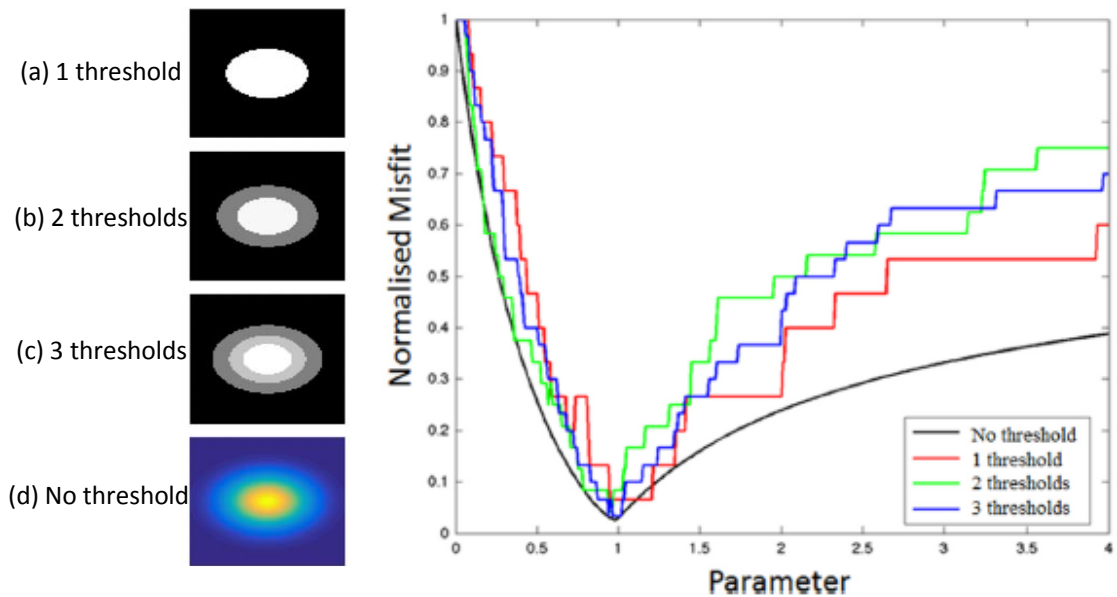 (a) 1 threshold
(b) 2 thresholds
(c) 3 thresholds
(d) No threshold
Normalised Misfit
1
0.9
0.8
0.7
0.6
0.5
0.4
0.3
0.2
0.1
0
0 0.5 1 1.5 2 2.5 3 3.5 4
Parameter
No threshold
1 threshold
2 thresholds
3 thresholds